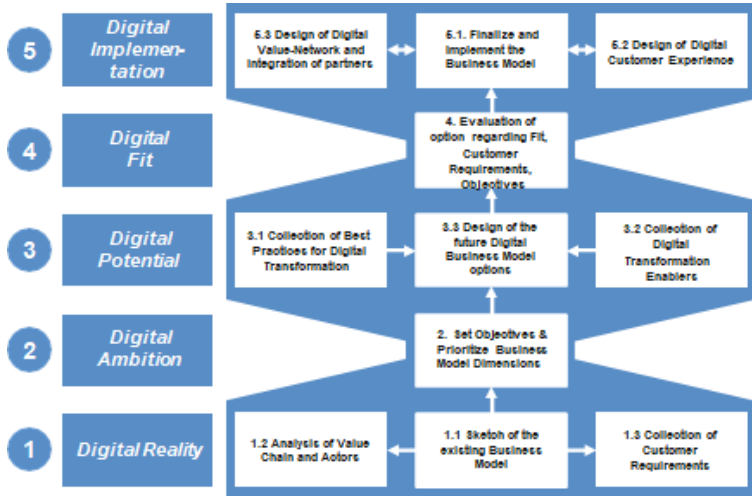 5
Digital
Implemen-
tation
5.3 Design of Digital
Value-Network and
Integration of partners
5.1. Finalize and
Implement the
Business Model
5.2 Design of Digital
Customer Experience
4
Digital
Fit
4. Evaluation of
option regarding Fit,
Customer
Requirements,
Objectives
3
Digital
Potential
3.1 Collection of Best
Practices for Digital
Transformation
3.3 Design of the
future Digital
Business Model
options
3.2 Collection of
Digital
Transformation
Enablers
2
Digital
Ambition
2. Set Objectives &
Prioritize Business
Model Dimensions
1
Digital Reality
1.2 Analysis of Value
Chain and Actors
1.1 Sketch of the
existing Business
Model
1.3 Collection of
Customer
Requirements